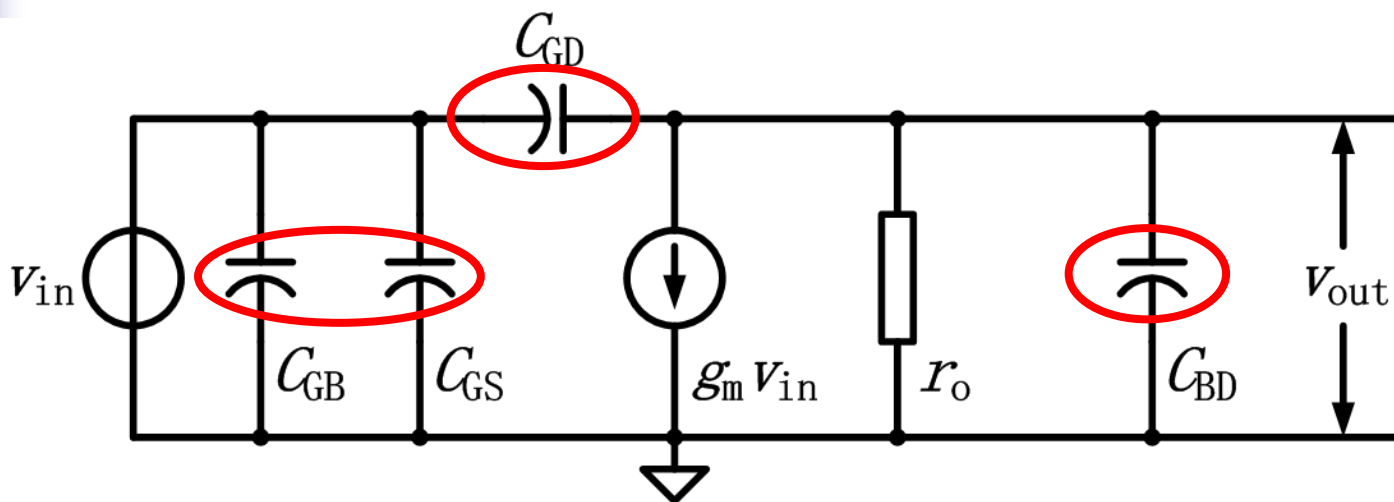 C_GD
v_in
C_GB
C_GS
g_m v_in
r_o
C_BD
v_out